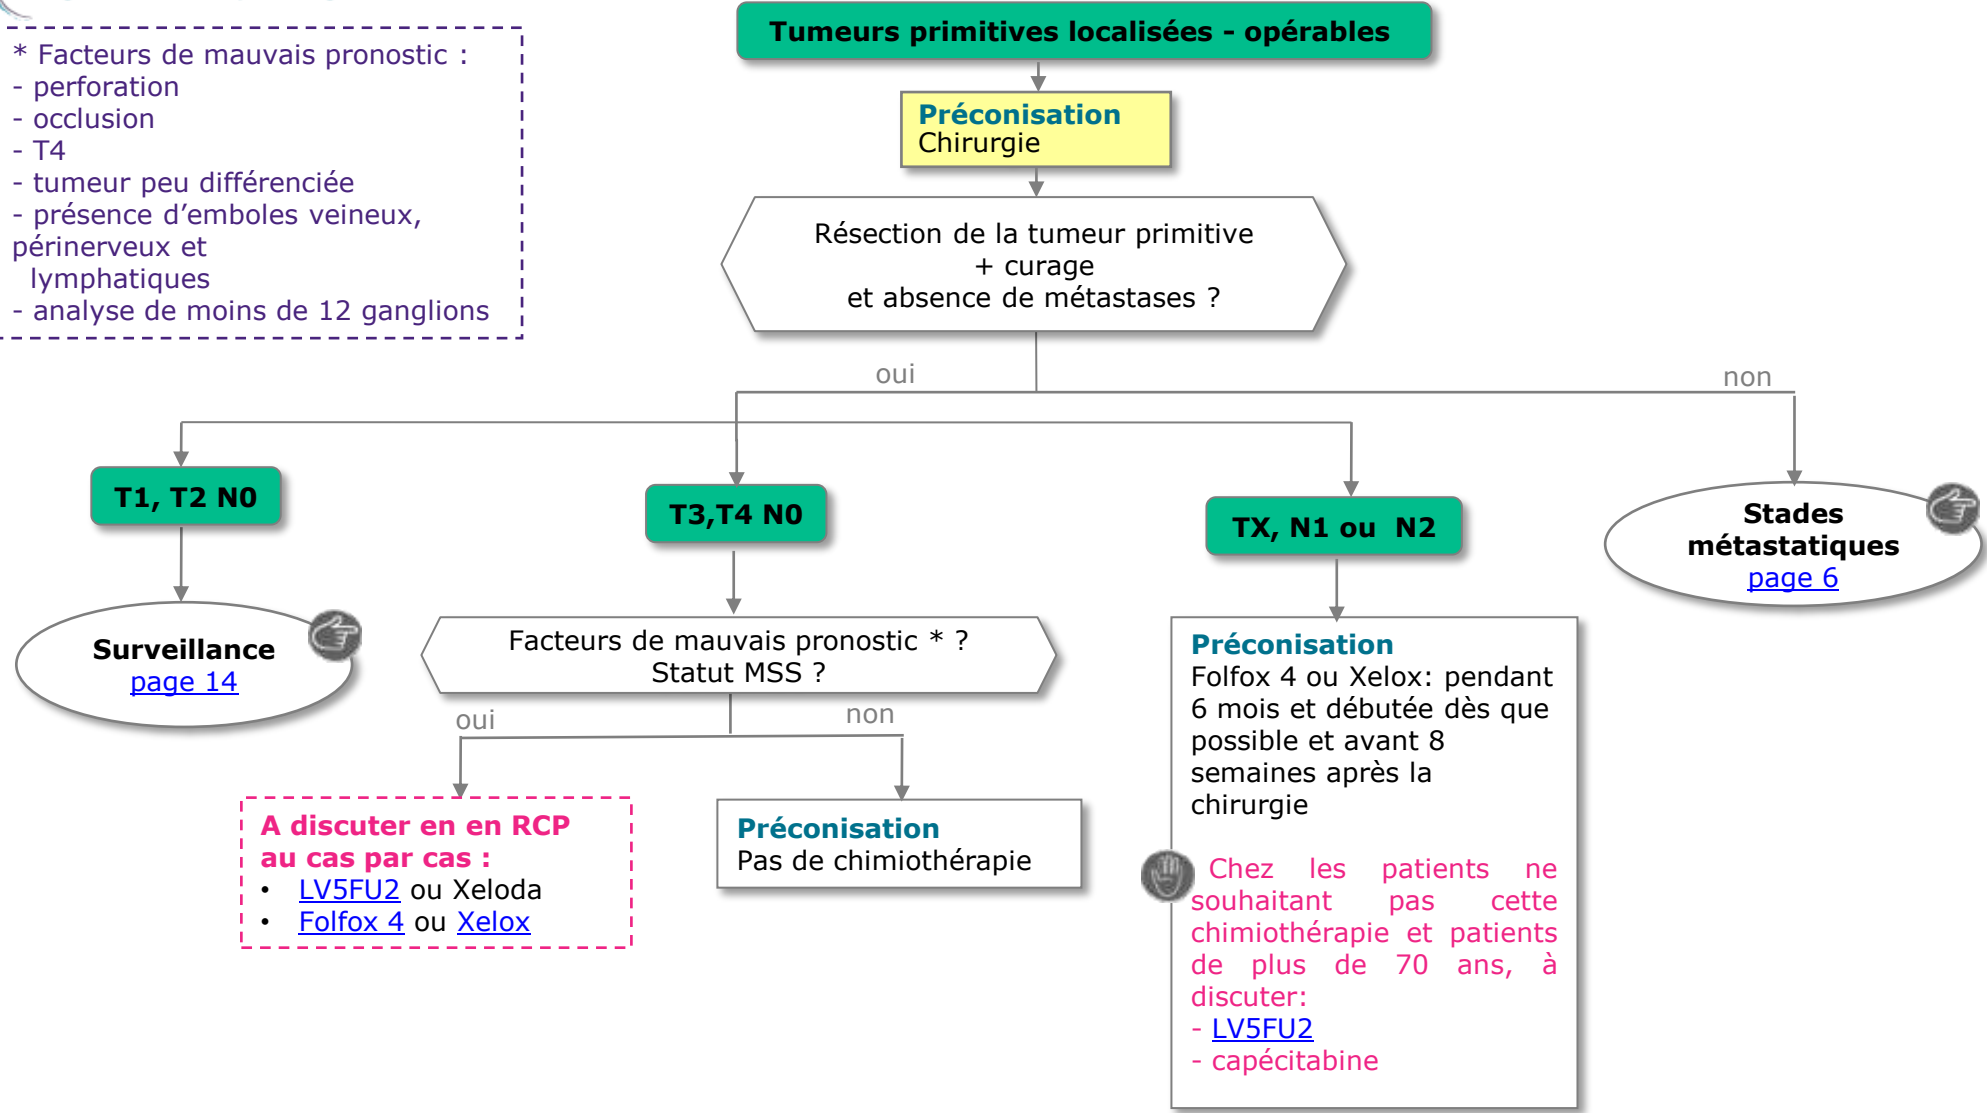 * Facteurs de mauvais pronostic :
- perforation
- occlusion
- T4
- tumeur peu différenciée
- présence d’emboles veineux,
périnerveux et
lymphatiques
- analyse de moins de 12 ganglions
Tumeurs primitives localisées - opérables
Préconisation
Chirurgie
Résection de la tumeur primitive
+ curage
et absence de métastases ?
oui
non
T1, T2 N0
T3,T4 N0
TX, N1 ou N2
Stades
métastatiques
page 6
Surveillance
page 14
Facteurs de mauvais pronostic * ?
Statut MSS ?
oui
non
A discuter en en RCP
au cas par cas :
• LV5FU2 ou Xeloda
• Folfox 4 ou Xelox
Préconisation
Pas de chimiothérapie
Préconisation
Folfox 4 ou Xelox: pendant
6 mois et débutée dès que
possible et avant 8
semaines après la
chirurgie
Chez les patients ne
souhaitant pas cette
chimiothérapie et patients
de plus de 70 ans, à
discuter:
- LV5FU2
- capécitabine